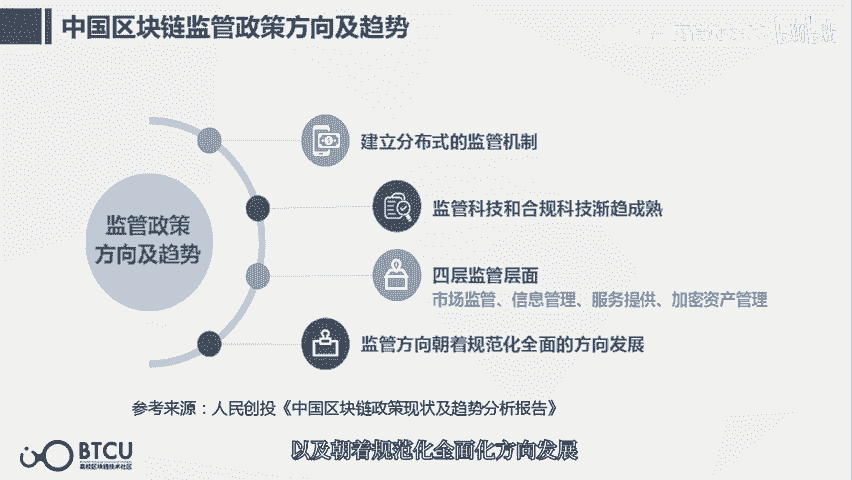 中国区块链监管政策方向及趋势
建立分布式的监管机制
监管科技和合规科技渐趋成熟
监管政策
方向及趋势
四层监管层面
市场监管、信息管理、服务提供、加密资产管理
监管方向朝着规范化全面的方向发展
参考来源：人民创投《中国区块链政策现状及趋势分析报告》
以及朝着规范化全面化方向发展
BTCU
高校区块链技术社区